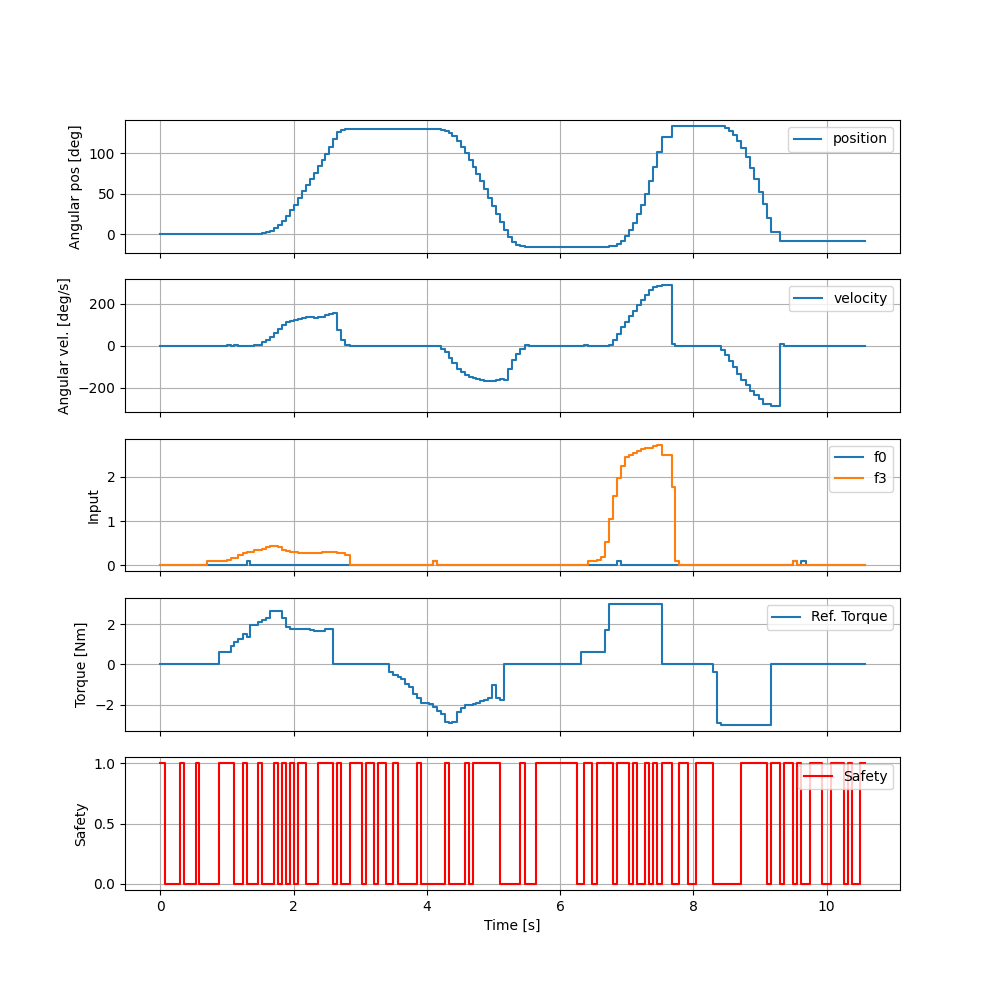 Angular pos [deg]
100
50
0
position
Angular vel. [deg/s]
200
0
−200
velocity
Input
2
1
0
f0
f3
Torque [Nm]
2
0
−2
Ref. Torque
Safety
1.0
0.5
0.0
Safety
0 2 4 6 8 10
Time [s]